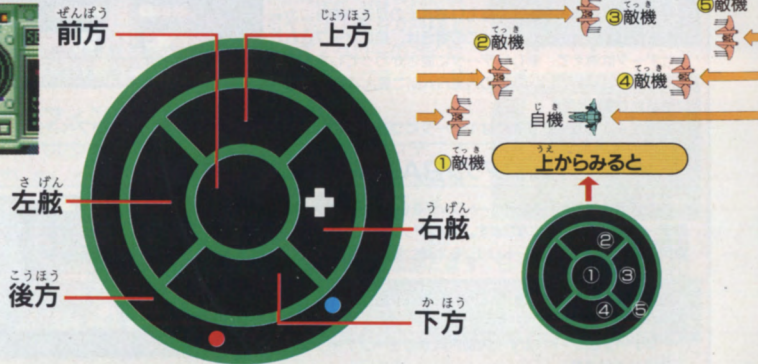 ぜんぽう
前方
じょうほう
上方
さげん
左舷
うげん
右舷
こうほう
後方
かほう
下方
てっき
③敵機
⑤敵機
てっき
②敵機
てっき
④敵機
じき
自機
てっき
①敵機
うえ
上からみると
②
①
③
④
⑤